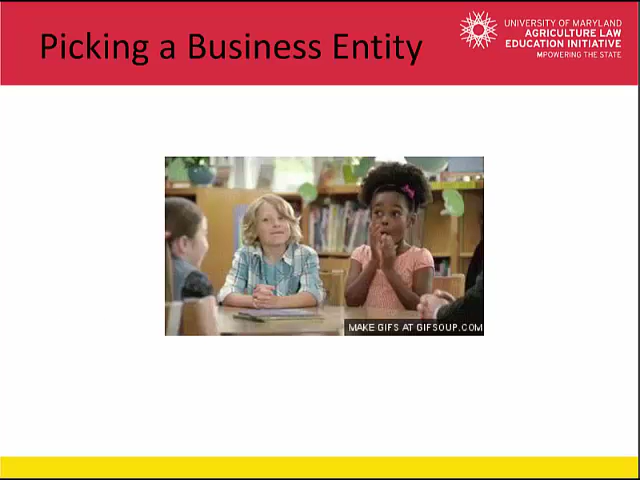 Picking a Business Entity
UNIVERSITY OF MARYLAND
AGRICULTURE LAW
EDUCATION INITIATIVE
MPOWERING THE STATE
MAKE GIFS AT GIFSOUP.COM